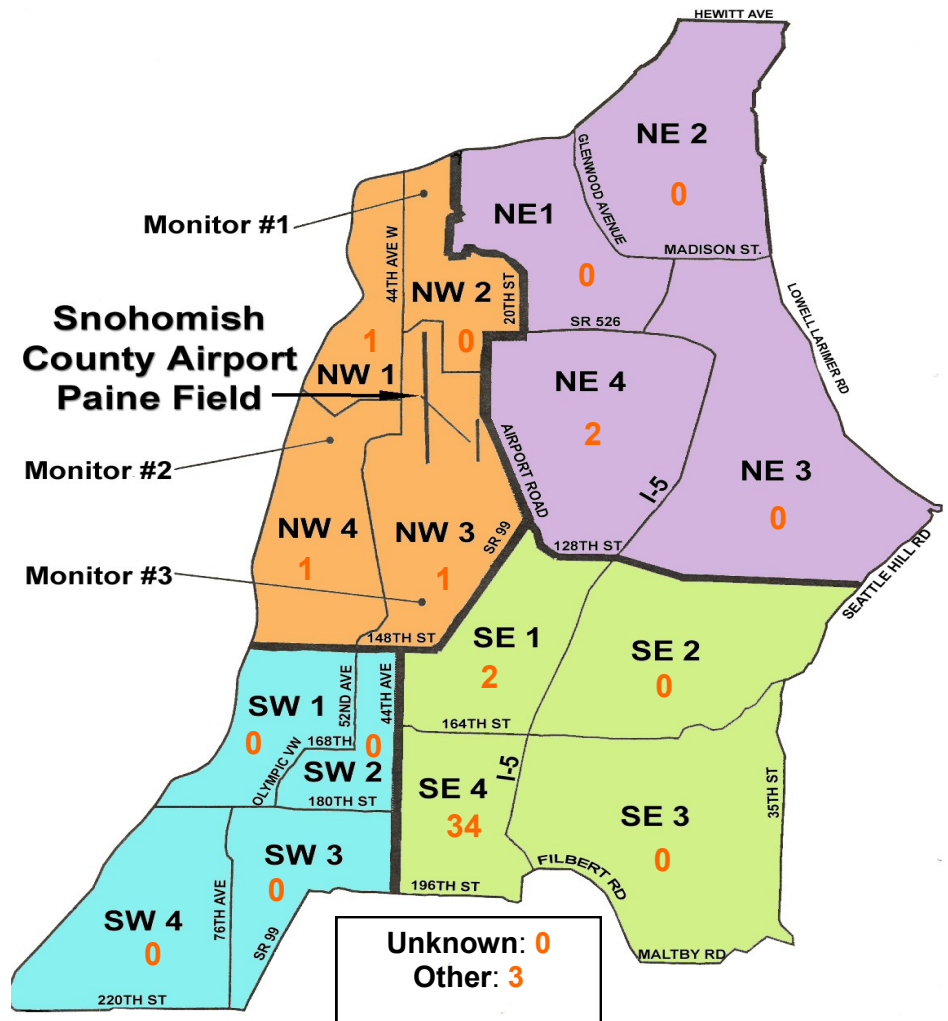 HEWITT AVE
NE 2
0
GLENWOOD AVENUE
MADISON ST.
Monitor #1
44TH AVE W
NE1
0
NW 2
0
20TH ST
SR 526
LOWELL LARIMER RD
Snohomish
County Airport
Paine Field
1
NW 1
NE 4
2
AIRPORT ROAD
I-5
NE 3
0
Monitor #2
NW 4
1
NW 3
1
SR 99
128TH ST
SEATTLE HILL RD
Monitor #3
148TH ST
SE 1
2
SE 2
0
SW 1
0
52ND AVE
44TH AVE
168TH
0
OLYMPIC VW
SW 2
180TH ST
164TH ST
I-5
SE 4
34
SE 3
0
35TH ST
SW 3
0
76TH AVE
SW 4
0
SR 99
196TH ST
FILBERT RD
MALTBY RD
220TH ST
Unknown: 0
Other: 3